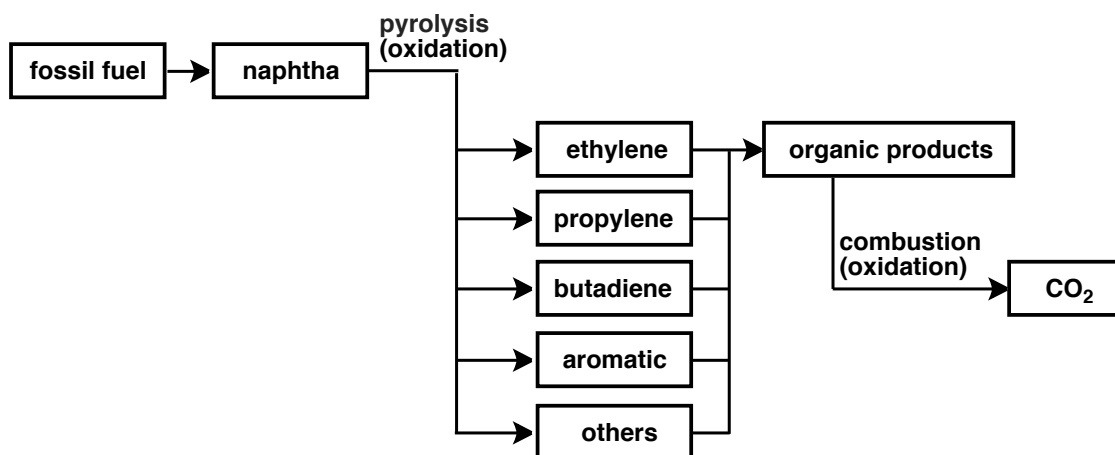 pyrolysis
(oxidation)
fossil fuel
naphtha
ethylene
organic products
propylene
combustion
(oxidation)
butadiene
CO₂
aromatic
others